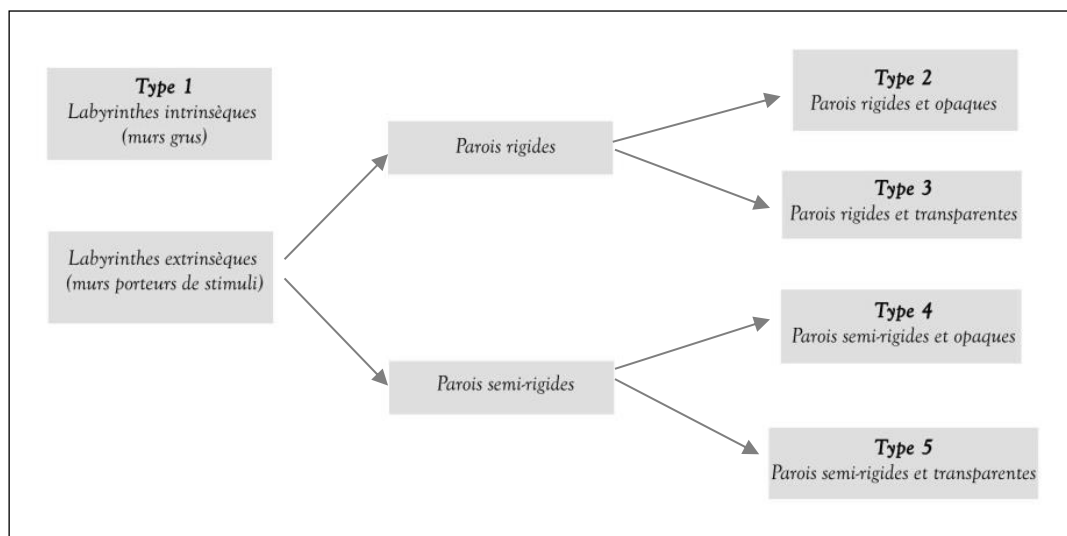 Type 1
Labyrinthes intrinsèques
(murs grus)
Labyrinthes extrinsèques
(murs porteurs de stimuli)
Parois rigides
Parois semi-rigides
Type 2
Parois rigides et opaques
Type 3
Parois rigides et transparentes
Type 4
Parois semi-rigides et opaques
Type 5
Parois semi-rigides et transparentes